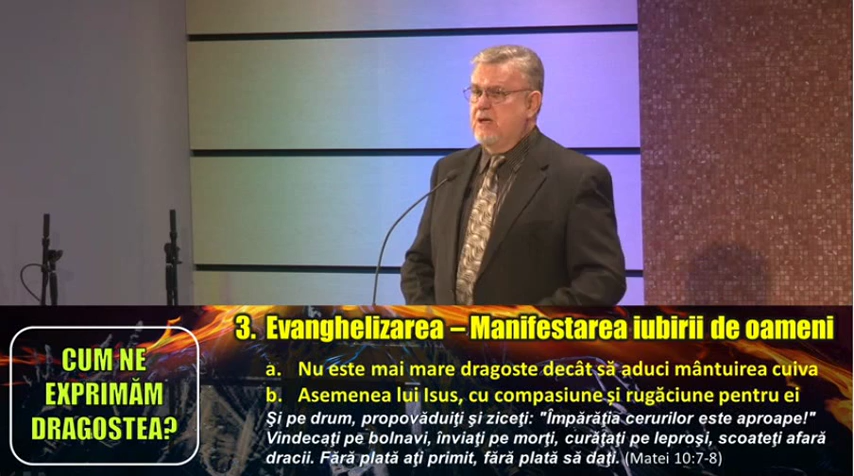 CUM NE
EXPRIMĂM
DRAGOSTEA?
3. Evanghelizarea – Manifestarea iubirii de oameni
a. Nu este mai mare dragoste decât să aduci mântuirea cuiva
b. Asemenea lui Isus, cu compasiune şi rugăciune pentru ei
Şi pe drum, propovăduiţi şi ziceţi: "Împărăţia cerurilor este aproape!"
Vindecaţi pe bolnavi, înviaţi pe morţi, curăţaţi pe leproşi, scoateţi afară
dracii. Fără plată aţi primit, fără plată să daţi. (Matei 10:7-8)